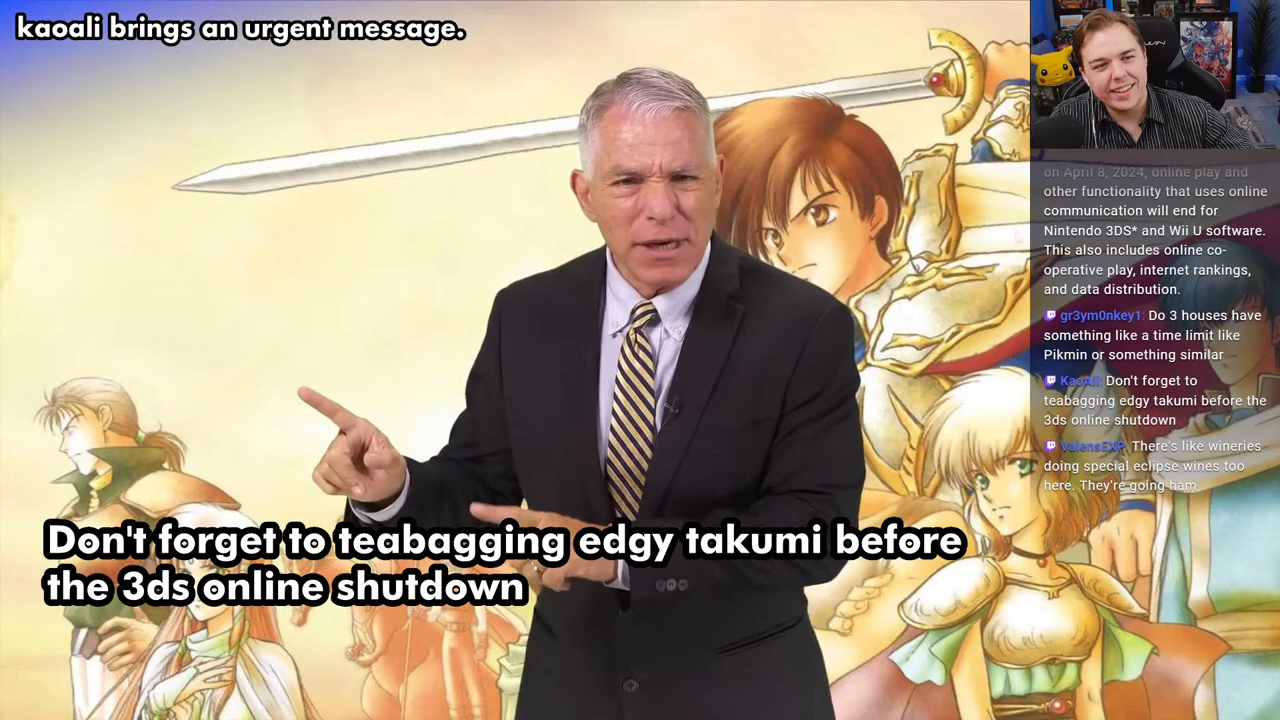 kaoali brings an urgent message.
on April 8, 2024, online play and
other functionality that uses online
communication will end for
Nintendo 3DS* and Wii U software.
This also includes online co-
operative play, internet rankings,
and data distribution.
gr3ym0nkey1: Do 3 houses have
something like a time limit like
Pikmin or something similar
KaoAli: Don't forget to
teabagging edgy takumi before the
3ds online shutdown
ValensEXP: There's like wineries
doing special eclipse wines too
here. They're going ham
Don't forget to teabagging edgy takumi before
the 3ds online shutdown